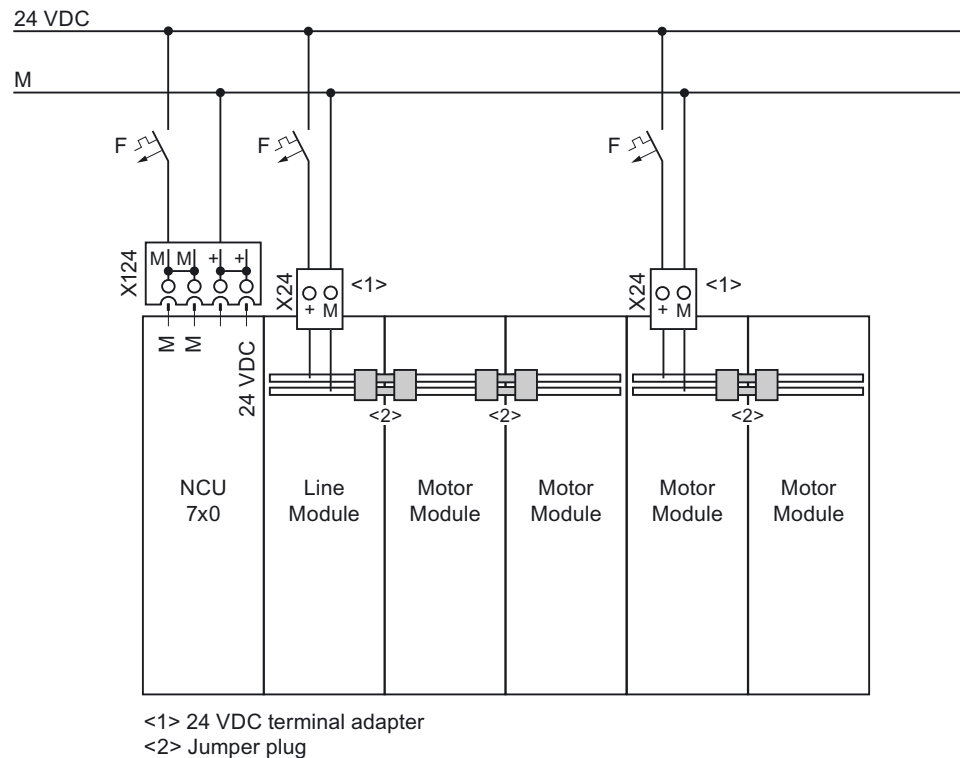 24 VDC
M
F
F
F
X124
M M + +
X24
+ M
<1>
X24
+ M
<1>
M
M
24 VDC
<2>
<2>
<2>
NCU
7x0
Line
Module
Motor
Module
Motor
Module
Motor
Module
Motor
Module
<1> 24 VDC terminal adapter
<2> Jumper plug